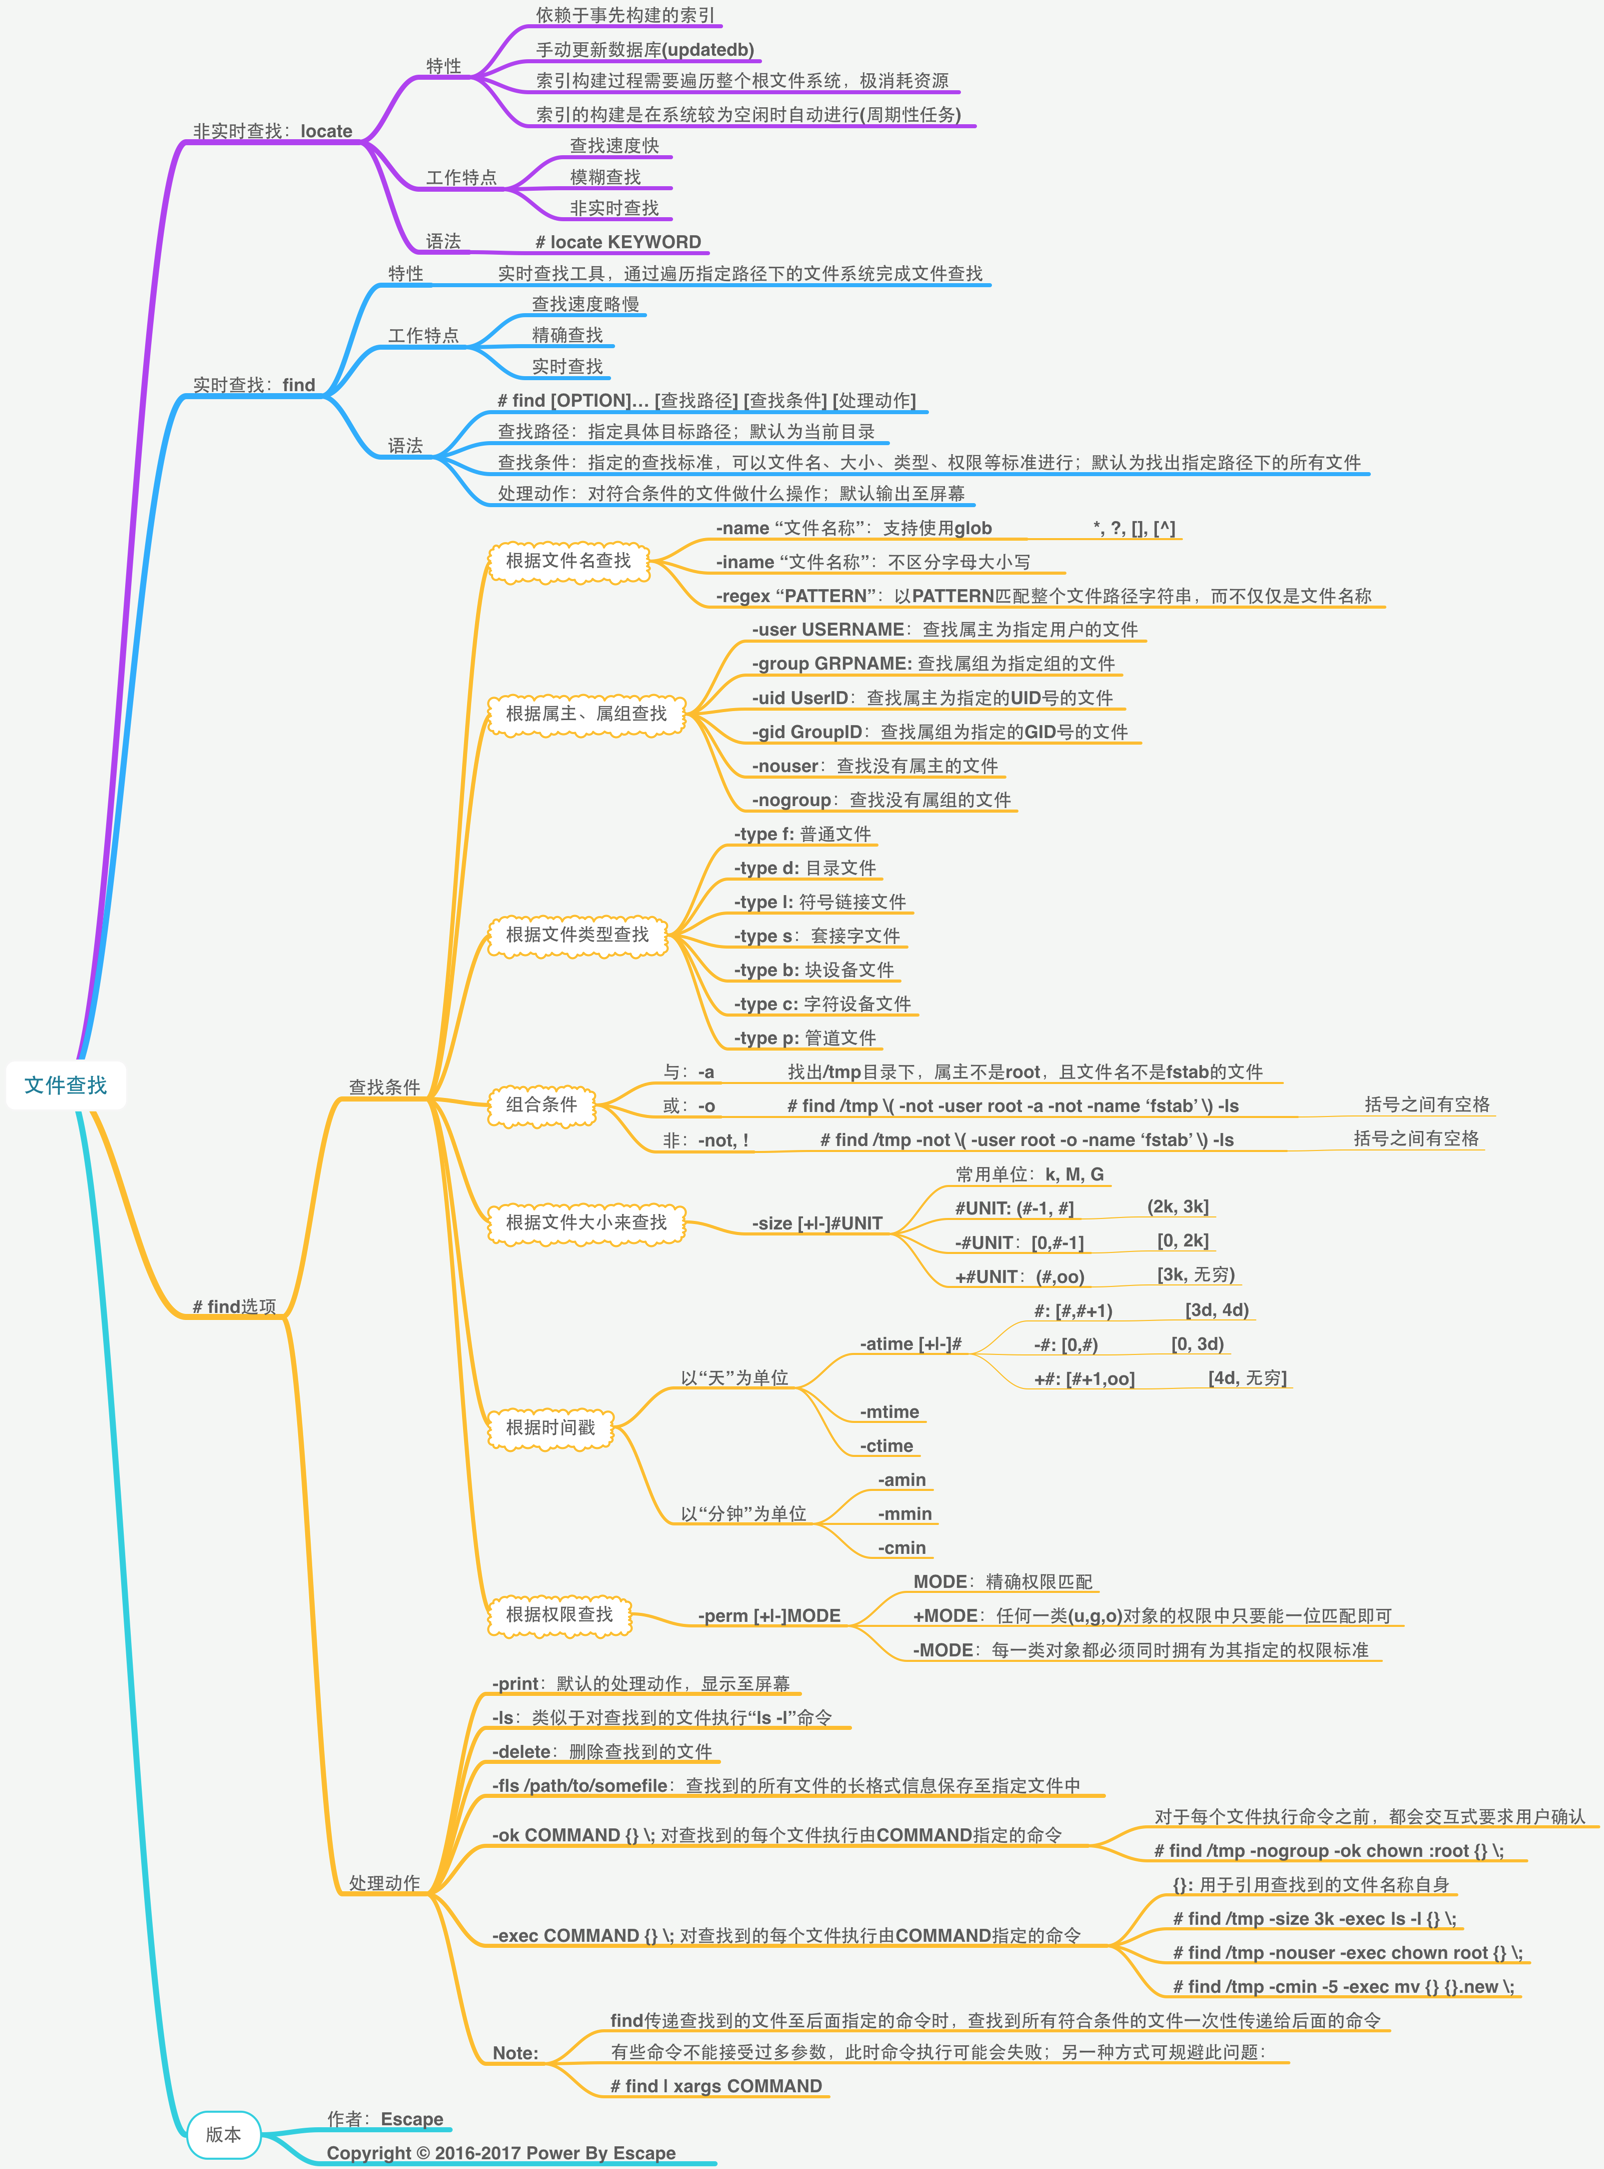 文件查找
非实时查找：locate
特性
依赖于事先构建的索引
手动更新数据库(updatedb)
索引构建过程需要遍历整个根文件系统，极消耗资源
索引的构建是在系统较为空闲时自动进行(周期性任务)
工作特点
查找速度快
模糊查找
非实时查找
语法
# locate KEYWORD
实时查找：find
特性
实时查找工具，通过遍历指定路径下的文件系统完成文件查找
工作特点
查找速度略慢
精确查找
实时查找
语法
# find [OPTION]... [查找路径] [查找条件] [处理动作]
查找路径：指定具体目标路径；默认为当前目录
查找条件：指定的查找标准，可以文件名、大小、类型、权限等标准进行；默认为找出指定路径下的所有文件
处理动作：对符合条件的文件做什么操作；默认输出至屏幕
# find选项
查找条件
根据文件名查找
-name “文件名称”：支持使用glob
*, ?, [], [^]
-iname “文件名称”：不区分字母大小写
-regex “PATTERN”：以PATTERN匹配整个文件路径字符串，而不仅仅是文件名称
根据属主、属组查找
-user USERNAME：查找属主为指定用户的文件
-group GRPNAME: 查找属组为指定组的文件
-uid UserID：查找属主为指定的UID号的文件
-gid GroupID：查找属组为指定的GID号的文件
-nouser：查找没有属主的文件
-nogroup：查找没有属组的文件
根据文件类型查找
-type f: 普通文件
-type d: 目录文件
-type l: 符号链接文件
-type s：套接字文件
-type b: 块设备文件
-type c: 字符设备文件
-type p: 管道文件
组合条件
与：-a
找出/tmp目录下，属主不是root，且文件名不是fstab的文件
或：-o
# find /tmp \( -not -user root -a -not -name ‘fstab’ \) -ls
括号之间有空格
非：-not, !
# find /tmp -not \( -user root -o -name ‘fstab’ \) -ls
括号之间有空格
根据文件大小来查找
-size [+|-]#UNIT
常用单位：k, M, G
#UNIT: (#-1, #]
(2k, 3k]
-#UNIT：[0,#-1]
[0, 2k]
+#UNIT：(#,oo)
[3k, 无穷)
根据时间戳
以“天”为单位
-atime [+|-]#
#: [#,#+1)
[3d, 4d)
-#: [0,#)
[0, 3d)
+#: [#+1,oo]
[4d, 无穷]
-mtime
-ctime
以“分钟”为单位
-amin
-mmin
-cmin
根据权限查找
-perm [+|-]MODE
MODE：精确权限匹配
+MODE：任何一类(u,g,o)对象的权限中只要能一位匹配即可
-MODE：每一类对象都必须同时拥有为其指定的权限标准
处理动作
-print：默认的处理动作，显示至屏幕
-ls：类似于对查找到的文件执行“ls -l”命令
-delete：删除查找到的文件
-fls /path/to/somefile：查找到的所有文件的长格式信息保存至指定文件中
-ok COMMAND {} \; 对查找到的每个文件执行由COMMAND指定的命令
对于每个文件执行命令之前，都会交互式要求用户确认
# find /tmp -nogroup -ok chown :root {} \;
-exec COMMAND {} \; 对查找到的每个文件执行由COMMAND指定的命令
{}: 用于引用查找到的文件名称自身
# find /tmp -size 3k -exec ls -l {} \;
# find /tmp -nouser -exec chown root {} \;
# find /tmp -cmin -5 -exec mv {} {}.new \;
Note:
find传递查找到的文件至后面指定的命令时，查找到所有符合条件的文件一次性传递给后面的命令
有些命令不能接受过多参数，此时命令执行可能会失败；另一种方式可规避此问题：
# find | xargs COMMAND
版本
作者：Escape
Copyright © 2016-2017 Power By Escape